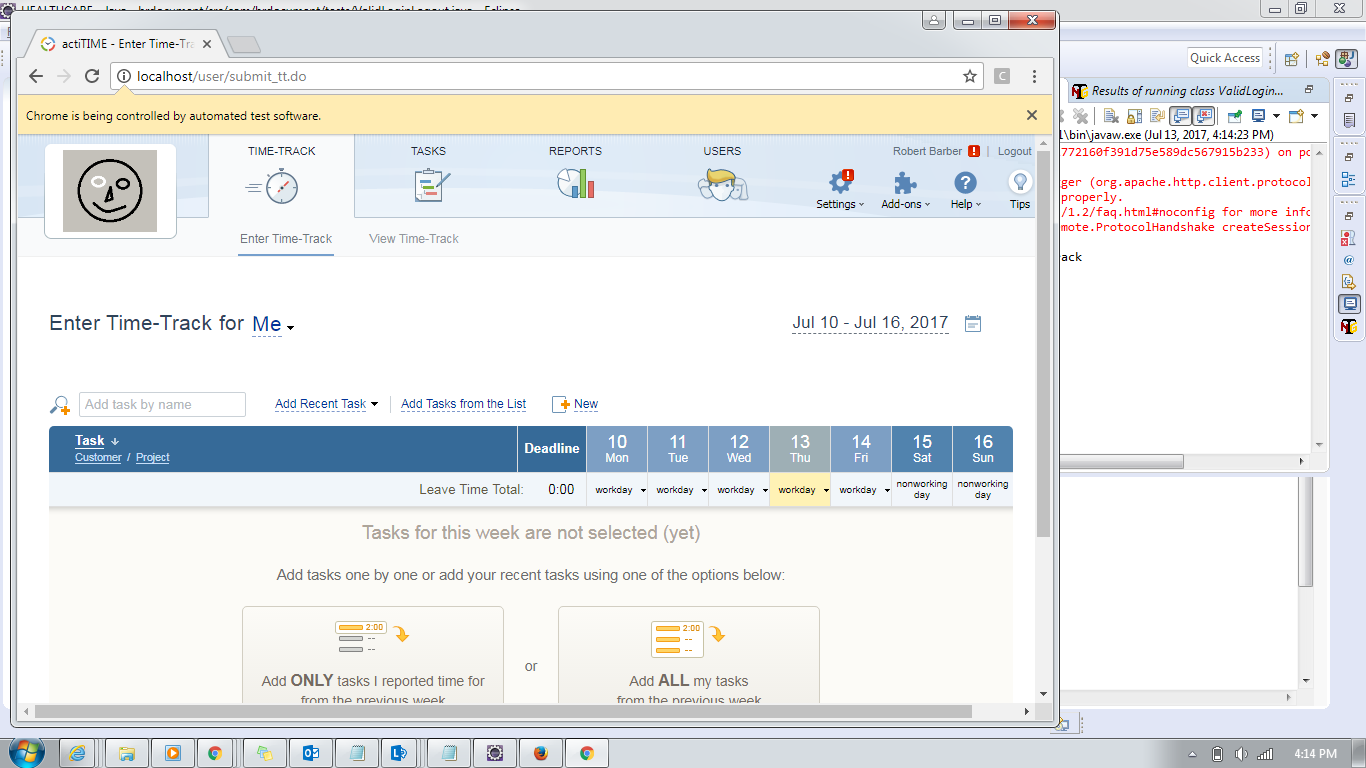 HEALTHCARE - Java - hrdocument/src/com/hrdocument/tests/ValidLoginLogout.java - Eclipse
actiTIME - Enter Time-Tra
localhost/user/submit_tt.do
C
Quick Access
Chrome is being controlled by automated test software.
Results of running class ValidLogin...
1\bin\javaw.exe (Jul 13, 2017, 4:14:23 PM)
772160f391d75e589dc567915b233) on po
ger (org.apache.http.client.protocol
properly.
/1.2/faq.html#noconfig for more info
mote.ProtocolHandshake createSession
ack
TIME-TRACK
TASKS
REPORTS
USERS
Robert Barber ! | Logout
Settings
Add-ons
Help
Tips
Enter Time-Track
View Time-Track
Enter Time-Track for Me
Jul 10 - Jul 16, 2017
Add task by name
Add Recent Task
Add Tasks from the List
New
Task
Customer / Project
Deadline
10 Mon
11 Tue
12 Wed
13 Thu
14 Fri
15 Sat
16 Sun
Leave Time Total: 0:00
workday
workday
workday
workday
workday
nonworking day
nonworking day
Tasks for this week are not selected (yet)
Add tasks one by one or add your recent tasks using one of the options below:
2:00
--
--
Add ONLY tasks I reported time for
from the previous week
or
2:00
--
--
Add ALL my tasks
from the previous week
4:14 PM